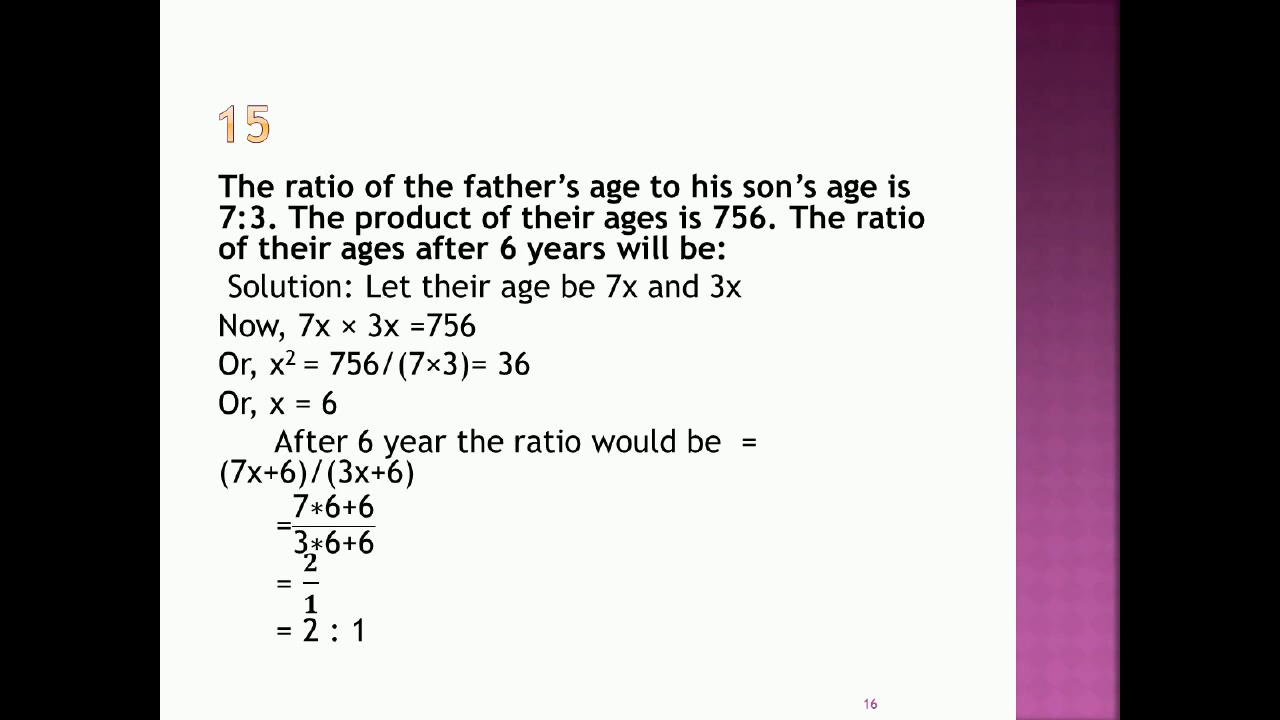 15
The ratio of the father’s age to his son’s age is
7:3. The product of their ages is 756. The ratio
of their ages after 6 years will be:
Solution: Let their age be 7x and 3x
Now, 7x × 3x =756
Or, x² = 756/(7×3)= 36
Or, x = 6
After 6 year the ratio would be =
(7x+6)/(3x+6)
=7∗6+6
3∗6+6
= 2
1
= 2 : 1
16